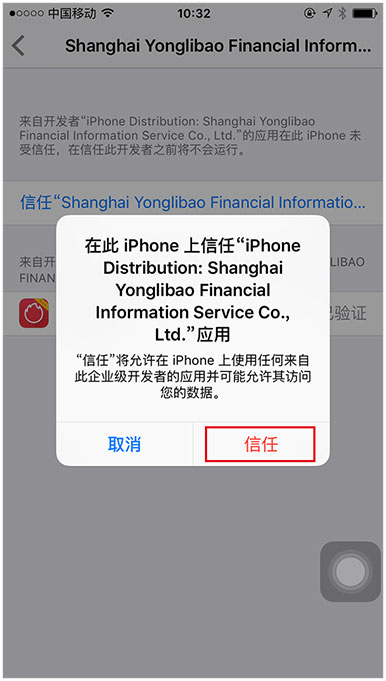 中国移动 10:32
Shanghai Yonglibao Financial Inform...
来自开发者“iPhone Distribution: Shanghai Yonglibao
Financial Information Service Co., Ltd.”的应用在此 iPhone 未
受信任，在信任此开发者之前将不会运行。
信任“Shanghai Yonglibao Financial Informatio...
在此 iPhone 上信任“iPhone
Distribution: Shanghai
Yonglibao Financial
Information Service Co.,
Ltd.”应用
“信任”将允许在 iPhone 上使用任何来自
此企业级开发者的应用并可能允许其访问
您的数据。
取消
信任
来自开
LIBAO
FINAN
验证